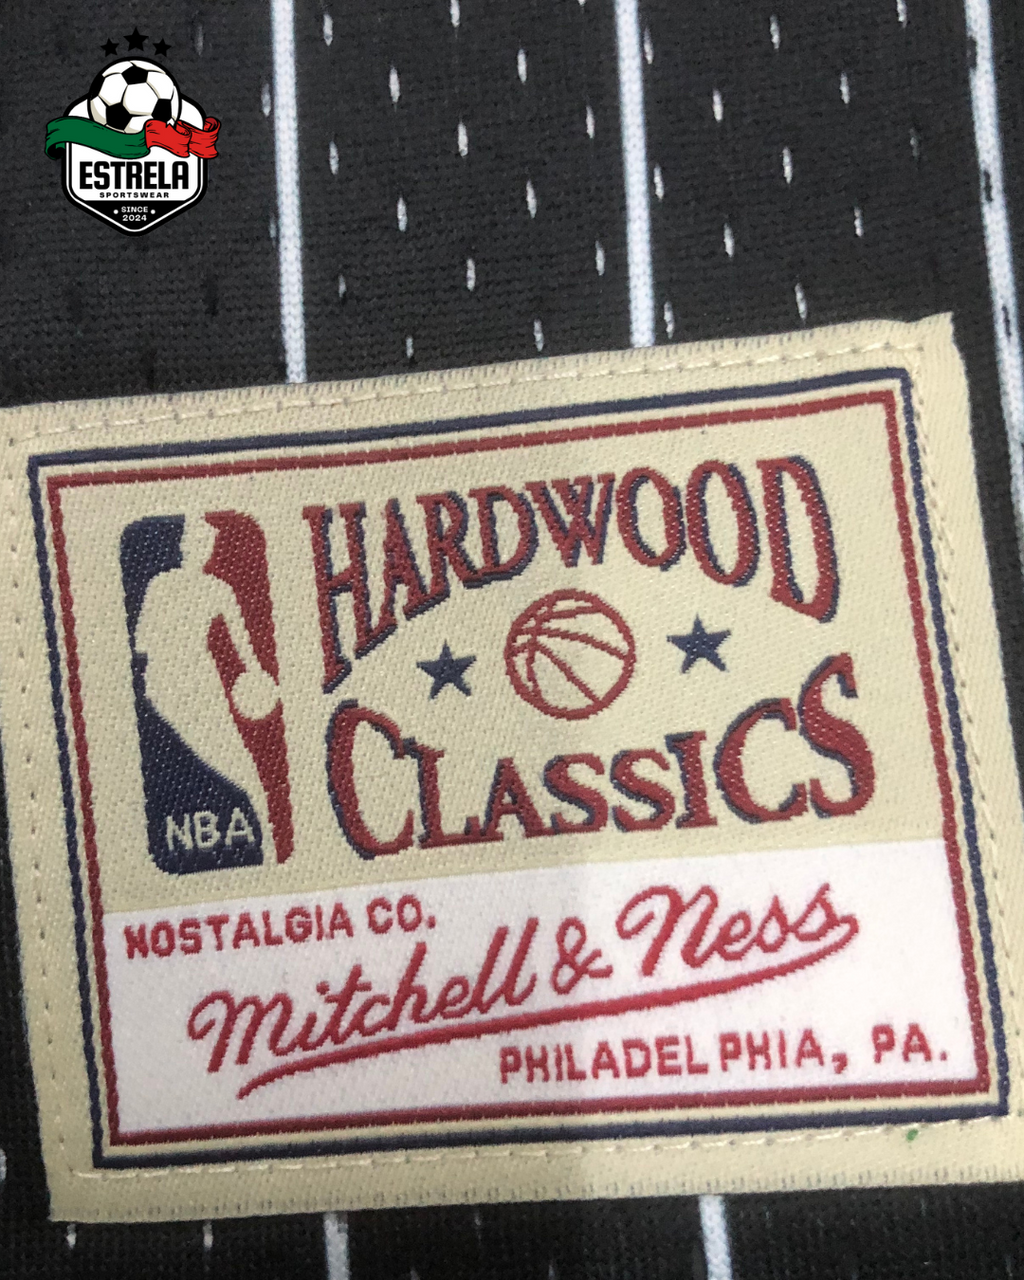 ESTRELA
SPORTSWEAR
SINCE
2024
HARDWOOD
CLASSICS
NBA
NOSTALGIA CO.
Mitchell & Ness
PHILADELPHIA, PA.